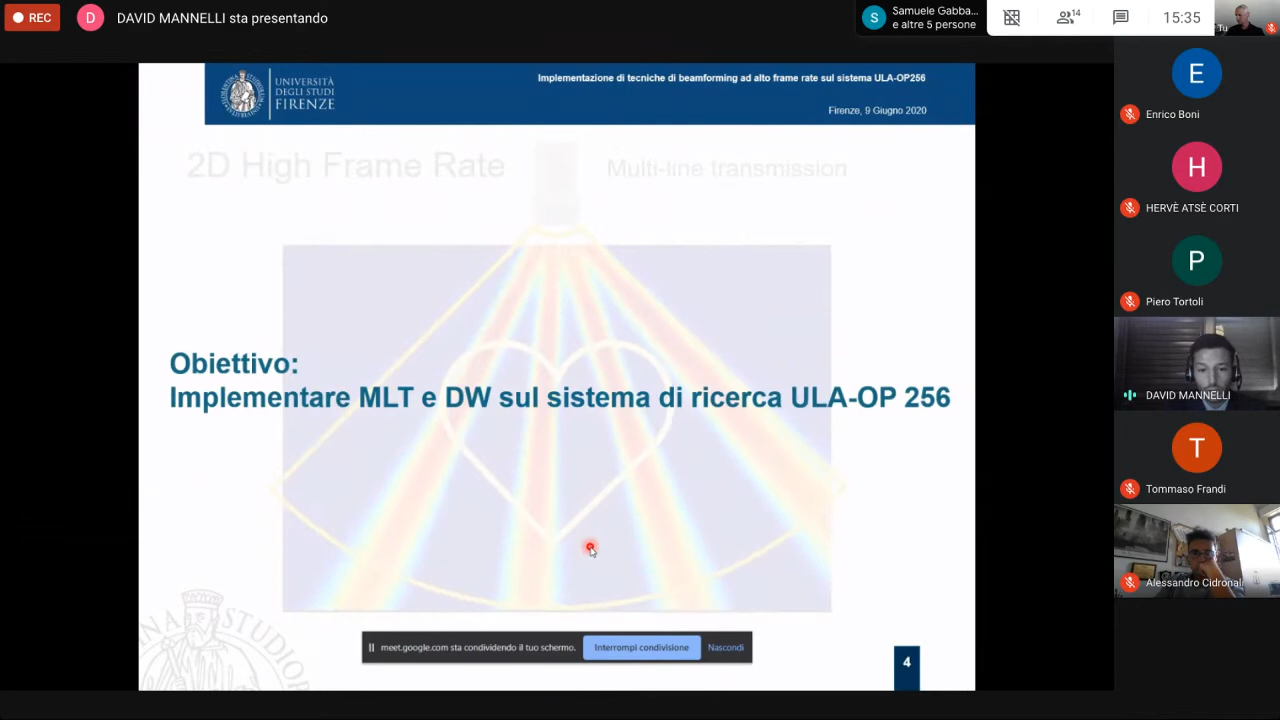 REC
D
DAVID MANNELLI sta presentando
S
Samuele Gabba...
e altre 5 persone
14
15:35
Tu
UNIVERSITÀ
DEGLI STUDI
FIRENZE
Implementazione di tecniche di beamforming ad alto frame rate sul sistema ULA-OP256
Firenze, 9 Giugno 2020
2D High Frame Rate
Multi-line transmission
Obiettivo:
Implementare MLT e DW sul sistema di ricerca ULA-OP 256
meet.google.com sta condividendo il tuo schermo.
Interrompi condivisione
Nascondi
4
E
Enrico Boni
H
HERVÈ ATSÈ CORTI
P
Piero Tortoli
DAVID MANNELLI
T
Tommaso Frandi
Alessandro Cidronali